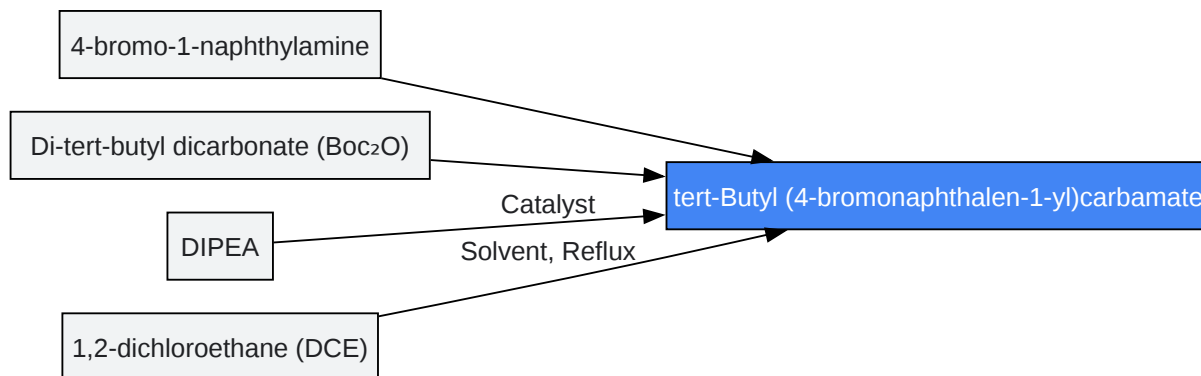 4-bromo-1-naphthylamine
Di-tert-butyl dicarbonate (Boc₂O)
tert-Butyl (4-bromonaphthalen-1-yl)carbamate
Catalyst
DIPEA
Solvent, Reflux
1,2-dichloroethane (DCE)